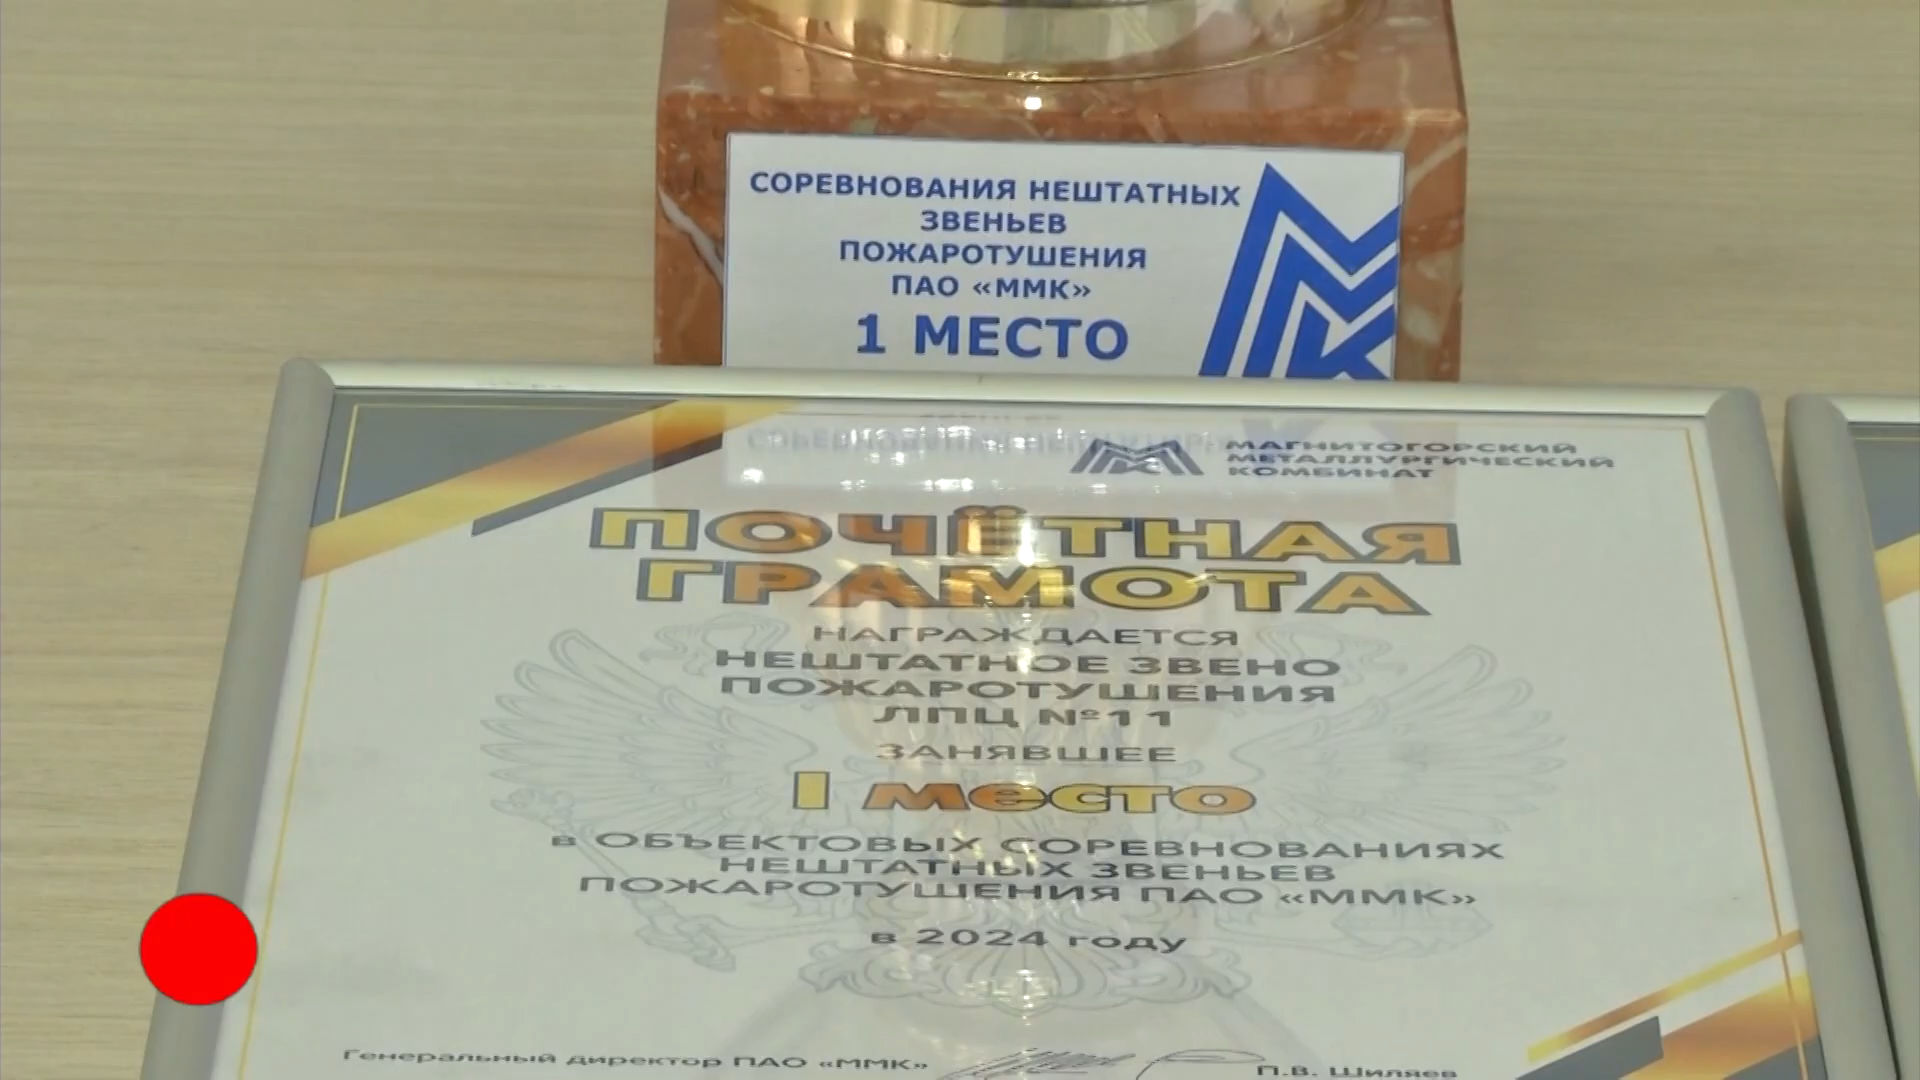 СОРЕВНОВАНИЯ НЕШТАТНЫХ
ЗВЕНЬЕВ
ПОЖАРОТУШЕНИЯ
ПАО «ММК»
1 МЕСТО
ММК
МАГНИТОГОРСКИЙ
МЕТАЛЛУРГИЧЕСКИЙ
КОМБИНАТ
ПОЧЁТНАЯ
ГРАМОТА
НАГРАЖДАЕТСЯ
НЕШТАТНОЕ ЗВЕНО
ПОЖАРОТУШЕНИЯ
ЛПЦ №11
ЗАНЯВШЕЕ
I место
в ОБЪЕКТОВЫХ СОРЕВНОВАНИЯХ
НЕШТАТНЫХ ЗВЕНЬЕВ
ПОЖАРОТУШЕНИЯ ПАО «ММК»
в 2024 году
Генеральный директор ПАО «ММК» П.В. Шиляев